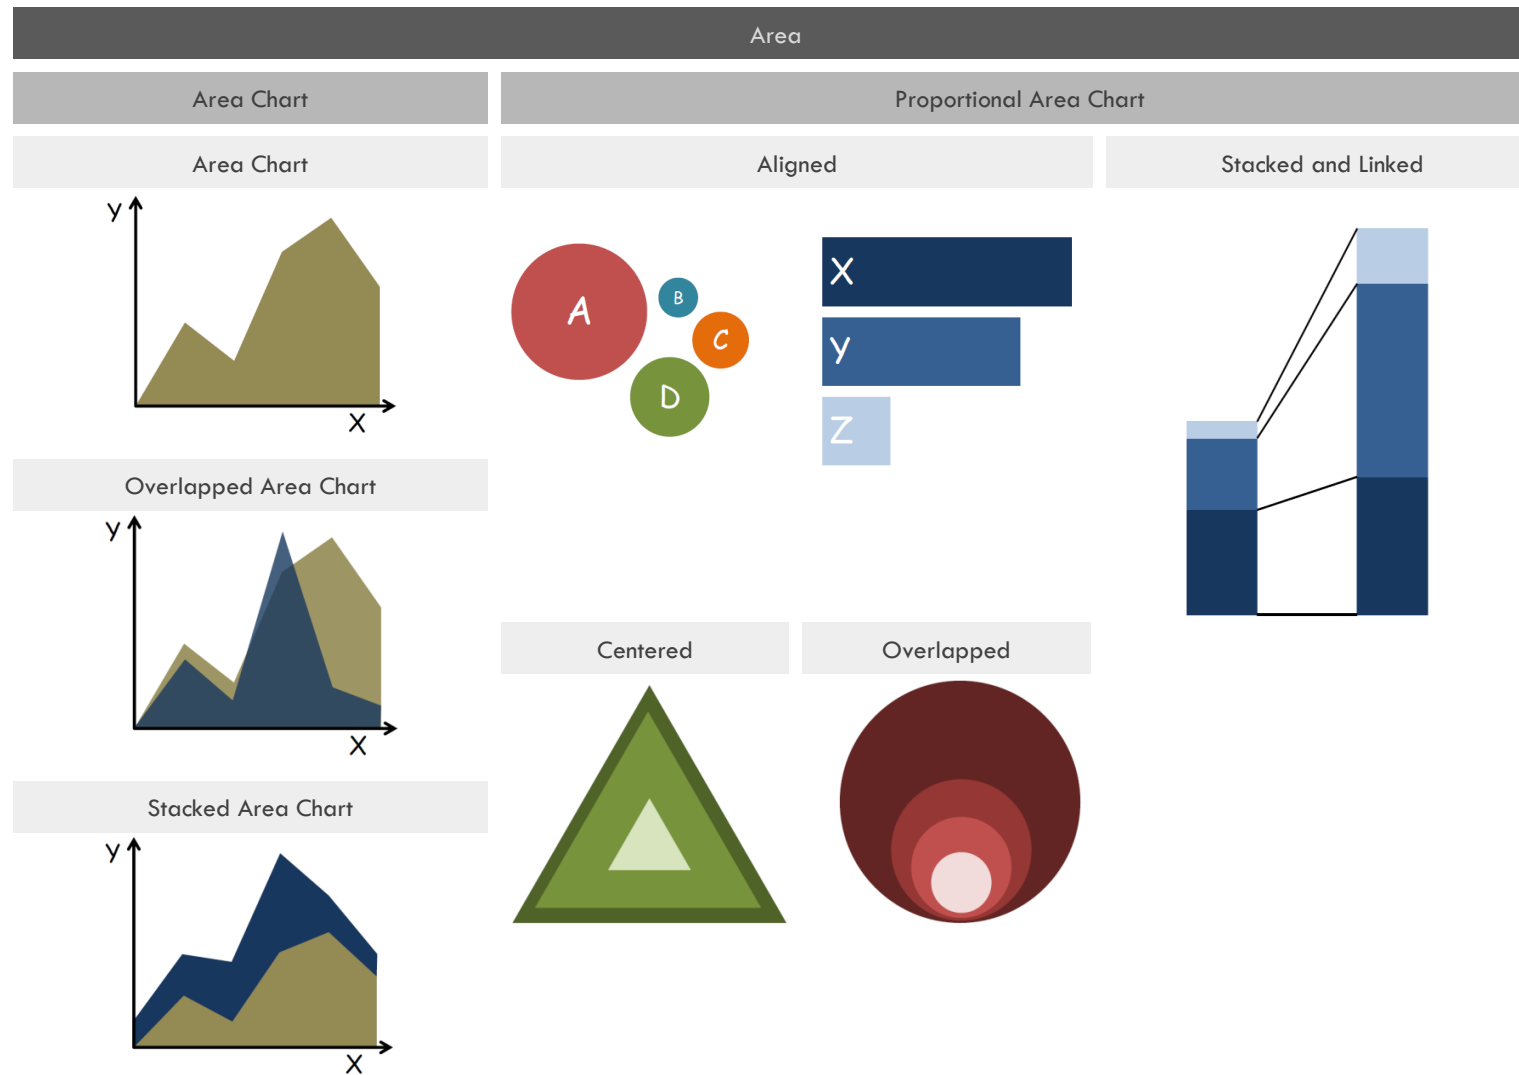 Area
Area Chart
Proportional Area Chart
Area Chart
Aligned
Stacked and Linked
y
X
A
B
C
D
X
y
Z
Overlapped Area Chart
y
X
Centered
Overlapped
Stacked Area Chart
y
X